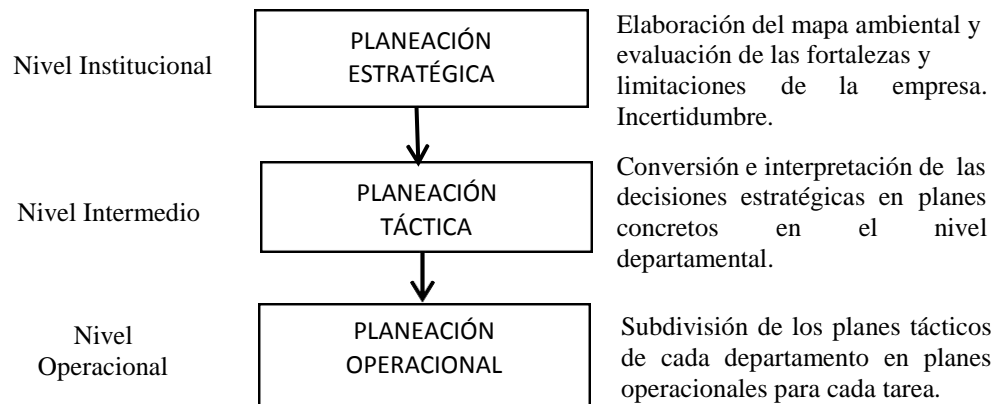 Nivel Institucional
PLANEACIÓN
ESTRATÉGICA
Elaboración del mapa ambiental y
evaluación de las fortalezas y
limitaciones de la empresa.
Incertidumbre.
Nivel Intermedio
PLANEACIÓN
TÁCTICA
Conversión e interpretación de las
decisiones estratégicas en planes
concretos en el nivel
departamental.
Nivel
Operacional
PLANEACIÓN
OPERACIONAL
Subdivisión de los planes tácticos
de cada departamento en planes
operacionales para cada tarea.